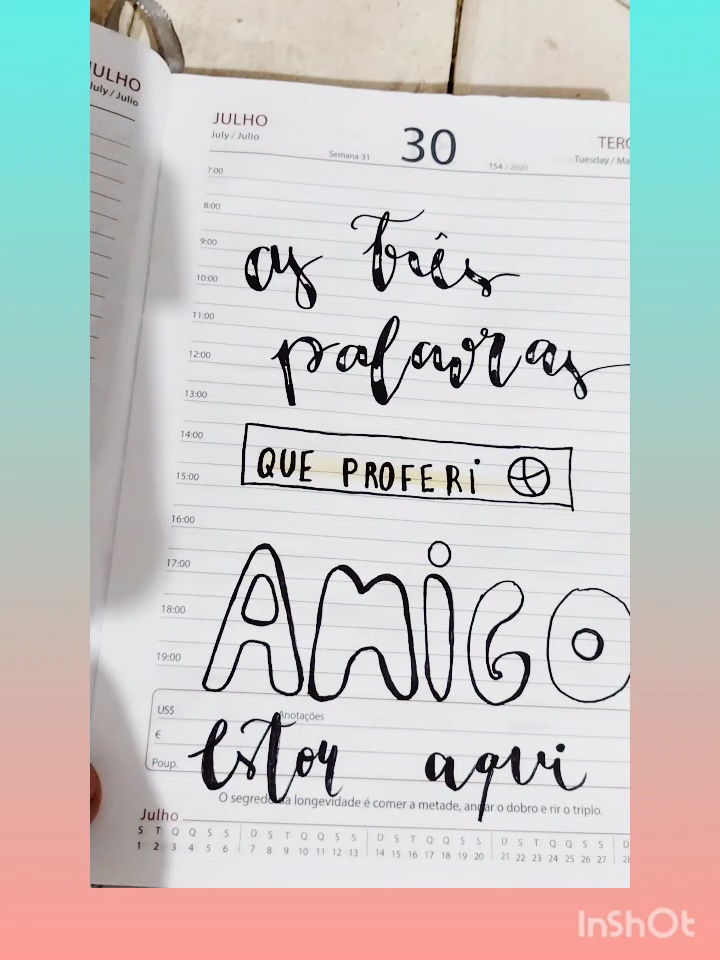 JULHO
July / Julio
JULHO
July / Julio
Semana 31
30
154 / 2020
TERÇ
Tuesday / Ma
7:00
8:00
as três
9:00
10:00
11:00
palavras
12:00
13:00
14:00
QUE PROFERi
15:00
16:00
AMiGO
17:00
18:00
19:00
US$
Anotações
€
estou aqui
Poup.
O segredo da longevidade é comer a metade, andar o dobro e rir o triplo.
Julho
S T Q Q S S D S T Q Q S S D S T Q Q S S D S T Q Q S S D
1 2 3 4 5 6 7 8 9 10 11 12 13 14 15 16 17 18 19 20 21 22 23 24 25 26 27 28
InShOt